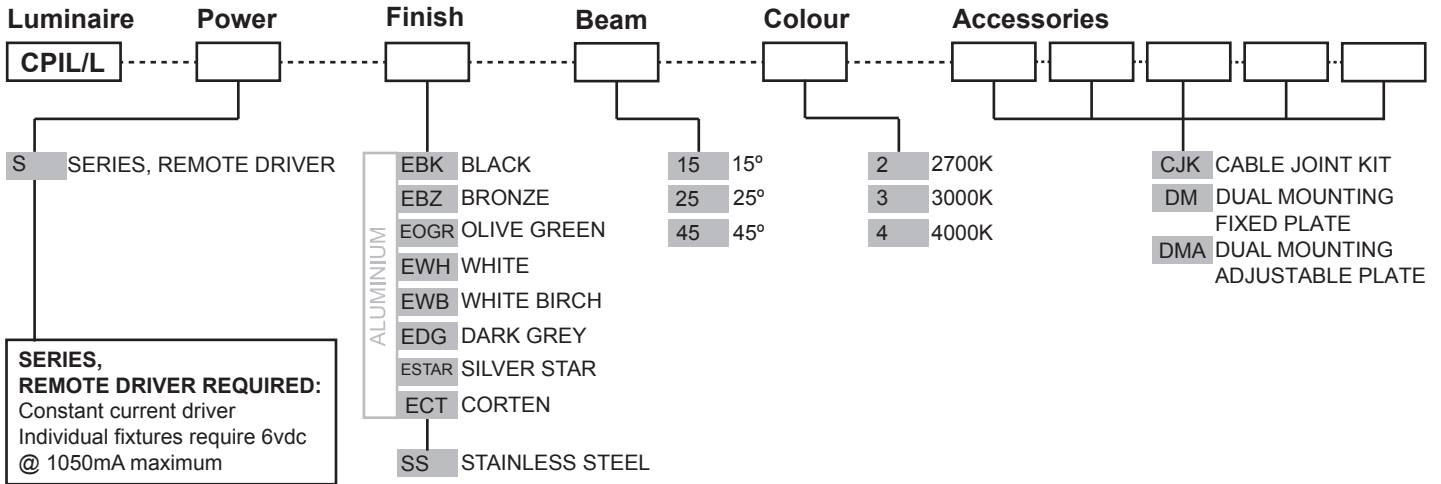 Luminaire Power Finish Beam Colour Accessories
CPIL/L
S SERIES, REMOTE DRIVER
SERIES,
REMOTE DRIVER REQUIRED:
Constant current driver
Individual fixtures require 6vdc
@ 1050mA maximum
ALUMINIUM
EBK BLACK
EBZ BRONZE
EOGR OLIVE GREEN
EWH WHITE
EWB WHITE BIRCH
EDG DARK GREY
ESTAR SILVER STAR
ECT CORTEN
SS STAINLESS STEEL
15 15º
25 25º
45 45º
2 2700K
3 3000K
4 4000K
CJK CABLE JOINT KIT
DM DUAL MOUNTING
FIXED PLATE
DMA DUAL MOUNTING
ADJUSTABLE PLATE